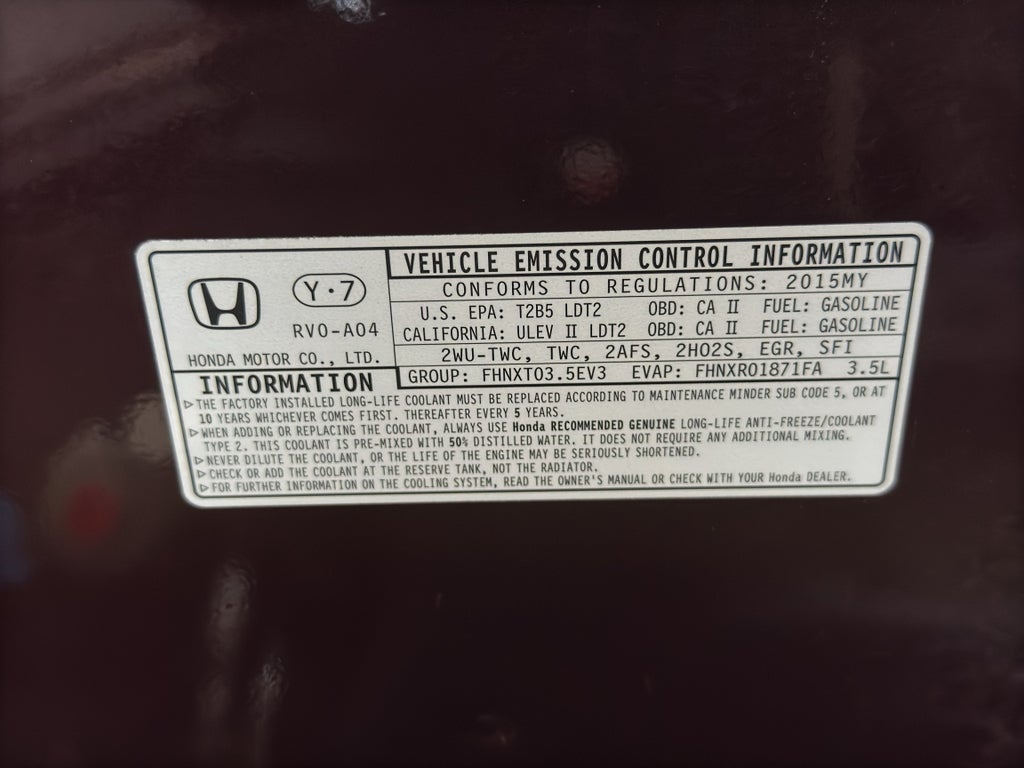 Y·7
RV0-A04
HONDA MOTOR CO., LTD.
VEHICLE EMISSION CONTROL INFORMATION
CONFORMS TO REGULATIONS: 2015MY
U.S. EPA: T2B5 LDT2 OBD: CA II FUEL: GASOLINE
CALIFORNIA: ULEV II LDT2 OBD: CA II FUEL: GASOLINE
2WU-TWC, TWC, 2AFS, 2HO2S, EGR, SFI
GROUP: FHNXT03.5EV3 EVAP: FHNXR01871FA 3.5L
INFORMATION
▷THE FACTORY INSTALLED LONG-LIFE COOLANT MUST BE REPLACED ACCORDING TO MAINTENANCE MINDER SUB CODE 5, OR AT
10 YEARS WHICHEVER COMES FIRST. THEREAFTER EVERY 5 YEARS.
▷WHEN ADDING OR REPLACING THE COOLANT, ALWAYS USE Honda RECOMMENDED GENUINE LONG-LIFE ANTI-FREEZE/COOLANT
TYPE 2. THIS COOLANT IS PRE-MIXED WITH 50% DISTILLED WATER. IT DOES NOT REQUIRE ANY ADDITIONAL MIXING.
▷NEVER DILUTE THE COOLANT, OR THE LIFE OF THE ENGINE MAY BE SERIOUSLY SHORTENED.
▷CHECK OR ADD THE COOLANT AT THE RESERVE TANK, NOT THE RADIATOR.
▷FOR FURTHER INFORMATION ON THE COOLING SYSTEM, READ THE OWNER'S MANUAL OR CHECK WITH YOUR Honda DEALER.